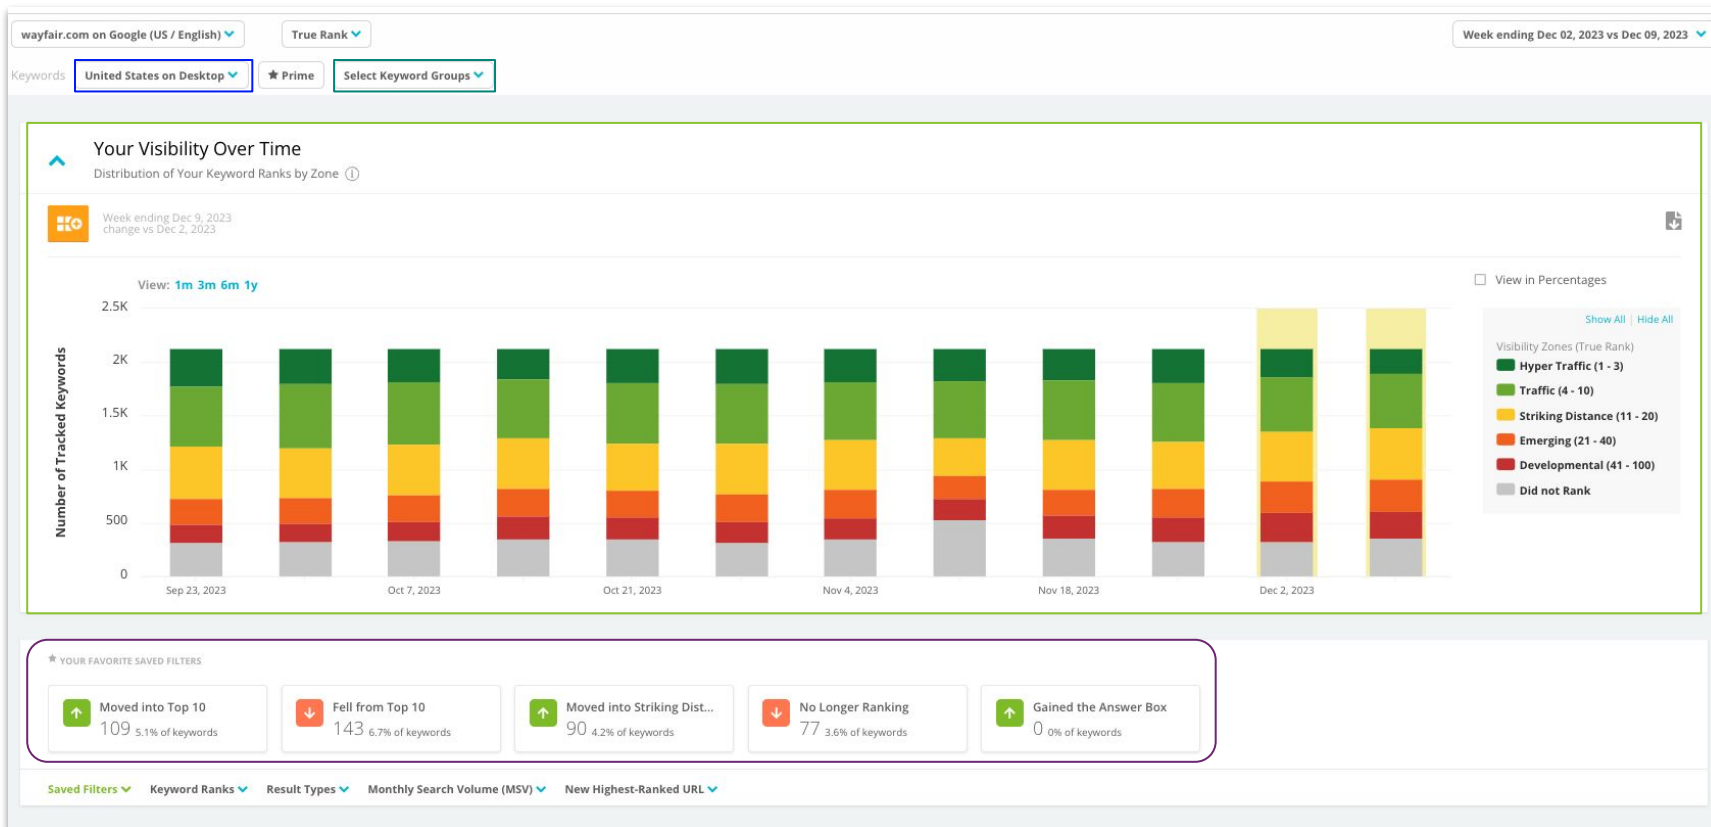 wayfair.com on Google (US / English)
True Rank
Week ending Dec 02, 2023 vs Dec 09, 2023
Keywords
United States on Desktop
Prime
Select Keyword Groups
Your Visibility Over Time
Distribution of Your Keyword Ranks by Zone
Week ending Dec 9, 2023
change vs Dec 2, 2023
View: 1m 3m 6m 1y
View in Percentages
Number of Tracked Keywords
2.5K
2K
1.5K
1K
500
0
Sep 23, 2023
Oct 7, 2023
Oct 21, 2023
Nov 4, 2023
Nov 18, 2023
Dec 2, 2023
Show All | Hide All
Visibility Zones (True Rank)
Hyper Traffic (1 - 3)
Traffic (4 - 10)
Striking Distance (11 - 20)
Emerging (21 - 40)
Developmental (41 - 100)
Did not Rank
YOUR FAVORITE SAVED FILTERS
Moved into Top 10
109 5.1% of keywords
Fell from Top 10
143 6.7% of keywords
Moved into Striking Dist...
90 4.2% of keywords
No Longer Ranking
77 3.6% of keywords
Gained the Answer Box
0 0% of keywords
Saved Filters
Keyword Ranks
Result Types
Monthly Search Volume (MSV)
New Highest-Ranked URL